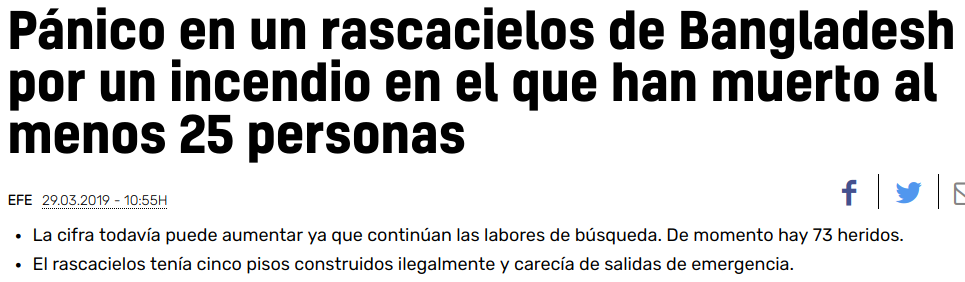 Pánico en un rascacielos de Bangladesh
por un incendio en el que han muerto al
menos 25 personas
EFE 29.03.2019 - 10:55H
• La cifra todavía puede aumentar ya que continúan las labores de búsqueda. De momento hay 73 heridos.
• El rascacielos tenía cinco pisos construidos ilegalmente y carecía de salidas de emergencia.